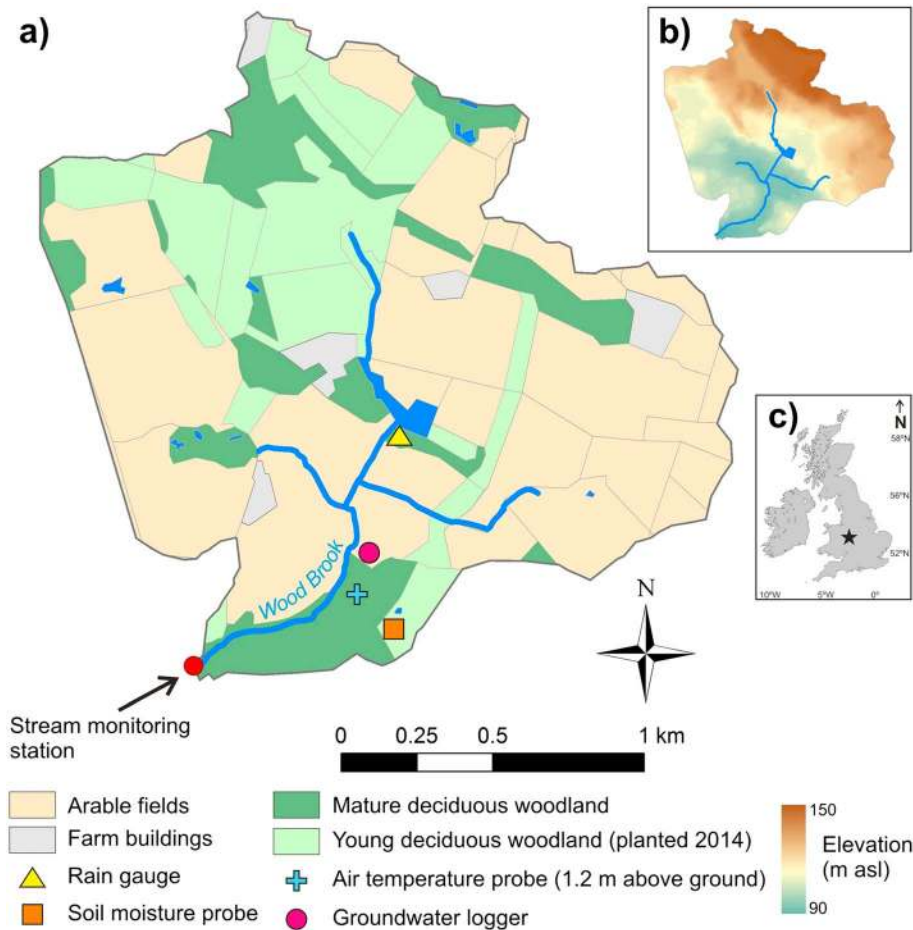 a)
b)
c)
N
58°N
56°N
52°N
10°W
5°W
0°
Wood Brook
N
Stream monitoring
station
0
0.25
0.5
1 km
Arable fields
Farm buildings
Rain gauge
Soil moisture probe
Mature deciduous woodland
Young deciduous woodland (planted 2014)
Air temperature probe (1.2 m above ground)
Groundwater logger
150
Elevation
(m asl)
90